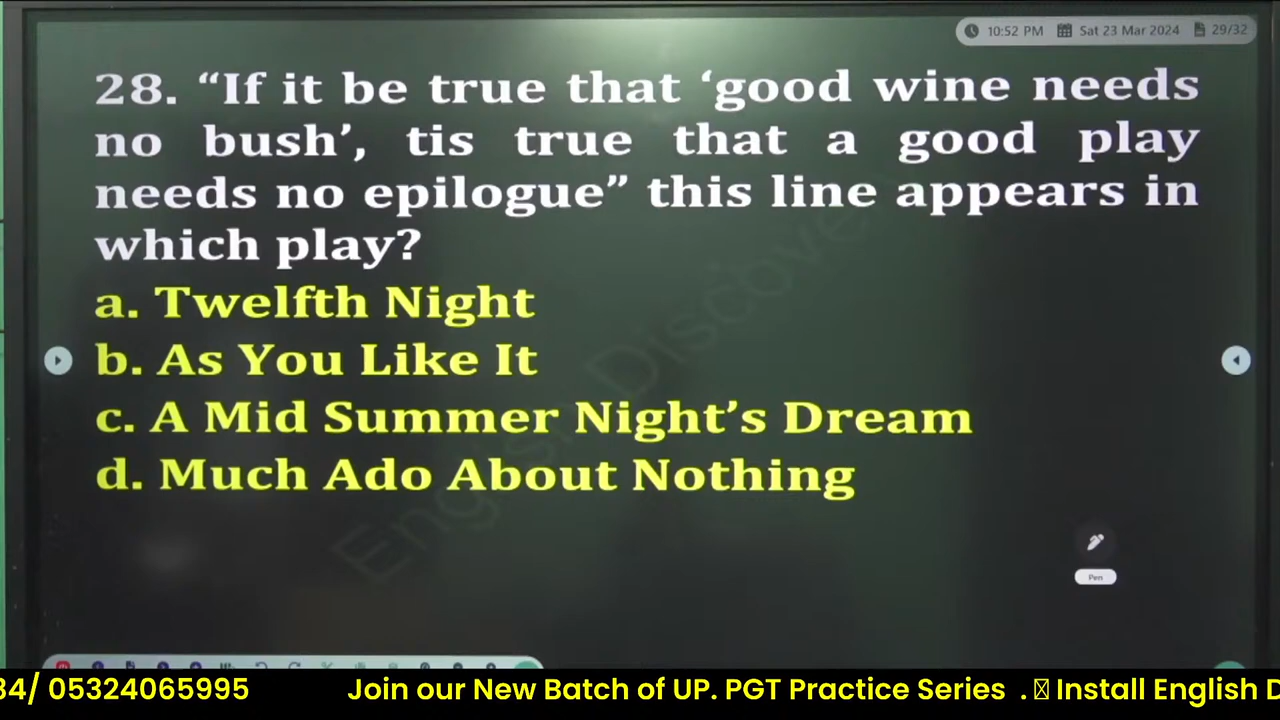 10:52 PM Sat 23 Mar 2024 29/32
28. “If it be true that ‘good wine needs
no bush’, tis true that a good play
needs no epilogue” this line appears in
which play?
a. Twelfth Night
b. As You Like It
c. A Mid Summer Night’s Dream
d. Much Ado About Nothing
Pen
34/ 05324065995 Join our New Batch of UP. PGT Practice Series . Install English D